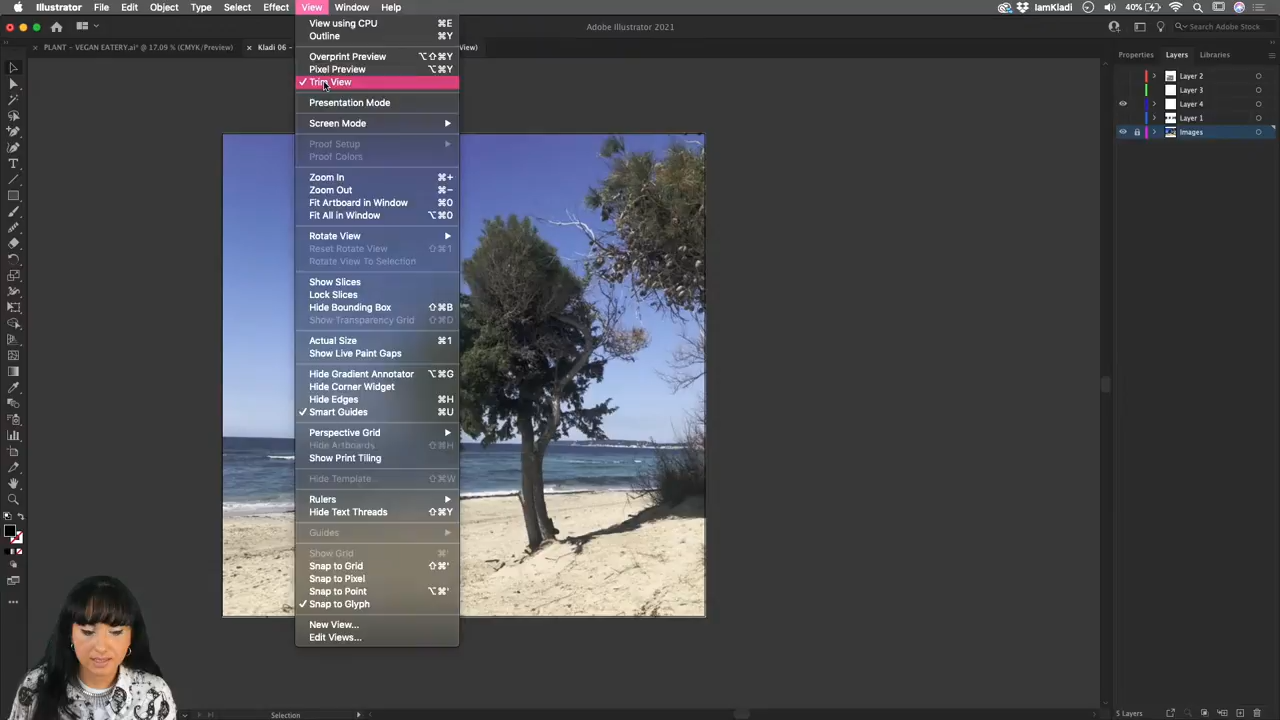 Illustrator File Edit Object Type Select Effect View Window Help 40% IamKladi
Adobe Illustrator 2021
Adobe Stock
PLANT – VEGAN EATERY.ai* @ 17.09 % (CMYK/Preview)
Kladi 06 –
View using CPU ⌘E
Outline ⌘Y
Overprint Preview ⌥⇧⌘Y
Pixel Preview ⌥⌘Y
✓ Trim View
Presentation Mode
Screen Mode
Proof Setup
Proof Colors
Zoom In ⌘+
Zoom Out ⌘−
Fit Artboard in Window ⌘0
Fit All in Window ⌥⌘0
Rotate View
Reset Rotate View ⇧⌘1
Rotate View To Selection
Show Slices
Lock Slices
Hide Bounding Box ⇧⌘B
Show Transparency Grid ⇧⌘D
Actual Size ⌘1
Show Live Paint Gaps
Hide Gradient Annotator ⌥⌘G
Hide Corner Widget
Hide Edges ⌘H
✓ Smart Guides ⌘U
Perspective Grid
Hide Artboards ⇧⌘H
Show Print Tiling
Hide Template ⇧⌘W
Rulers
Hide Text Threads ⇧⌘Y
Guides
Show Grid ⌘'
Snap to Grid ⇧⌘'
Snap to Pixel
Snap to Point ⌥⌘'
✓ Snap to Glyph
New View...
Edit Views...
Properties Layers Libraries
Layer 2
Layer 3
Layer 4
Layer 1
Images
Selection
5 Layers